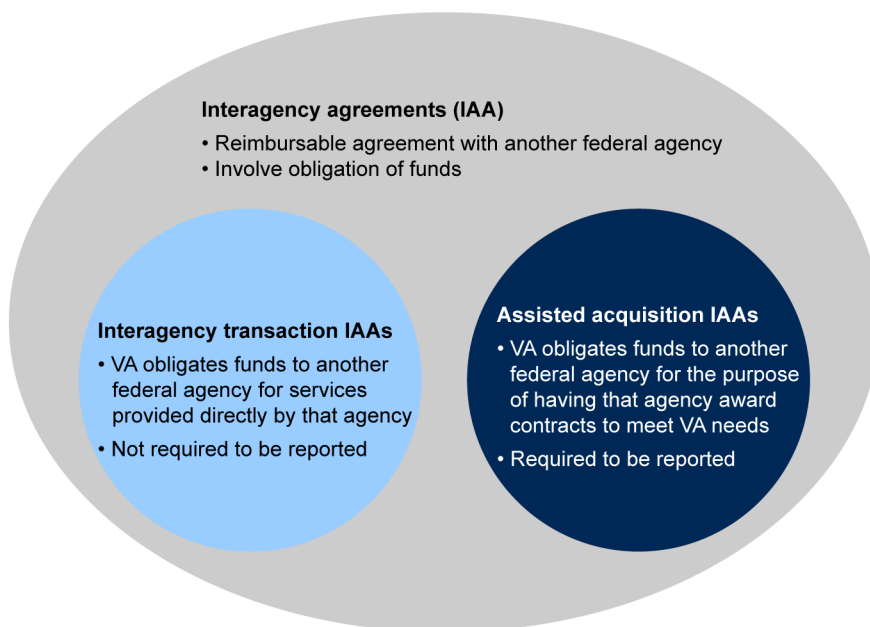 Interagency agreements (IAA)
• Reimbursable agreement with another federal agency
• Involve obligation of funds
Interagency transaction IAAs
• VA obligates funds to another
federal agency for services
provided directly by that agency
• Not required to be reported
Assisted acquisition IAAs
• VA obligates funds to another
federal agency for the purpose
of having that agency award
contracts to meet VA needs
• Required to be reported